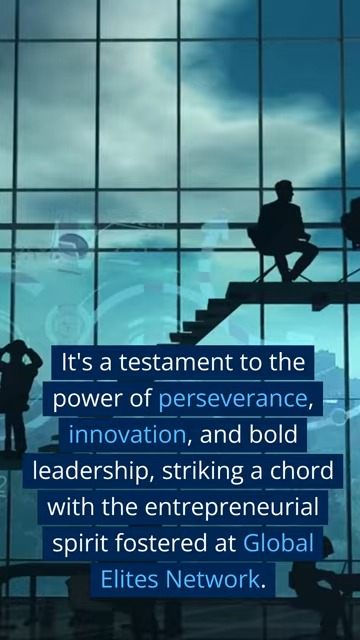 It's a testament to the
power of perseverance,
innovation, and bold
leadership, striking a chord
with the entrepreneurial
spirit fostered at Global
Elites Network.